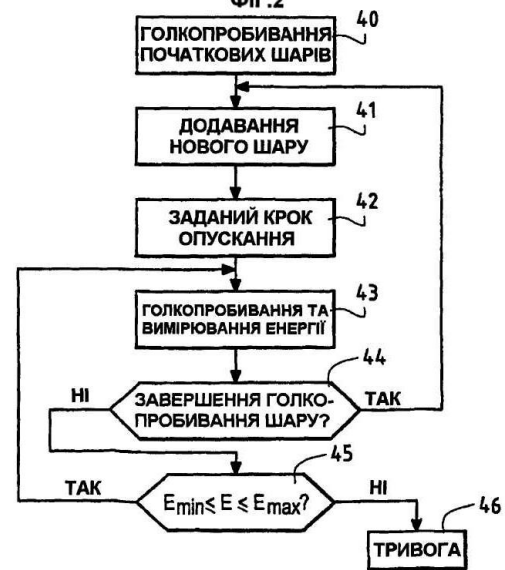 ФІГ.2
40
ГОЛКОПРОБИВАННЯ
ПОЧАТКОВИХ ШАРІВ
41
ДОДАВАННЯ
НОВОГО ШАРУ
42
ЗАДАНИЙ КРОК
ОПУСКАННЯ
43
ГОЛКОПРОБИВАННЯ ТА
ВИМІРЮВАННЯ ЕНЕРГІЇ
44
НІ
ЗАВЕРШЕННЯ ГОЛКО-
ПРОБИВАННЯ ШАРУ?
ТАК
45
ТАК
Emin ≤ E ≤ Emax?
НІ
46
ТРИВОГА